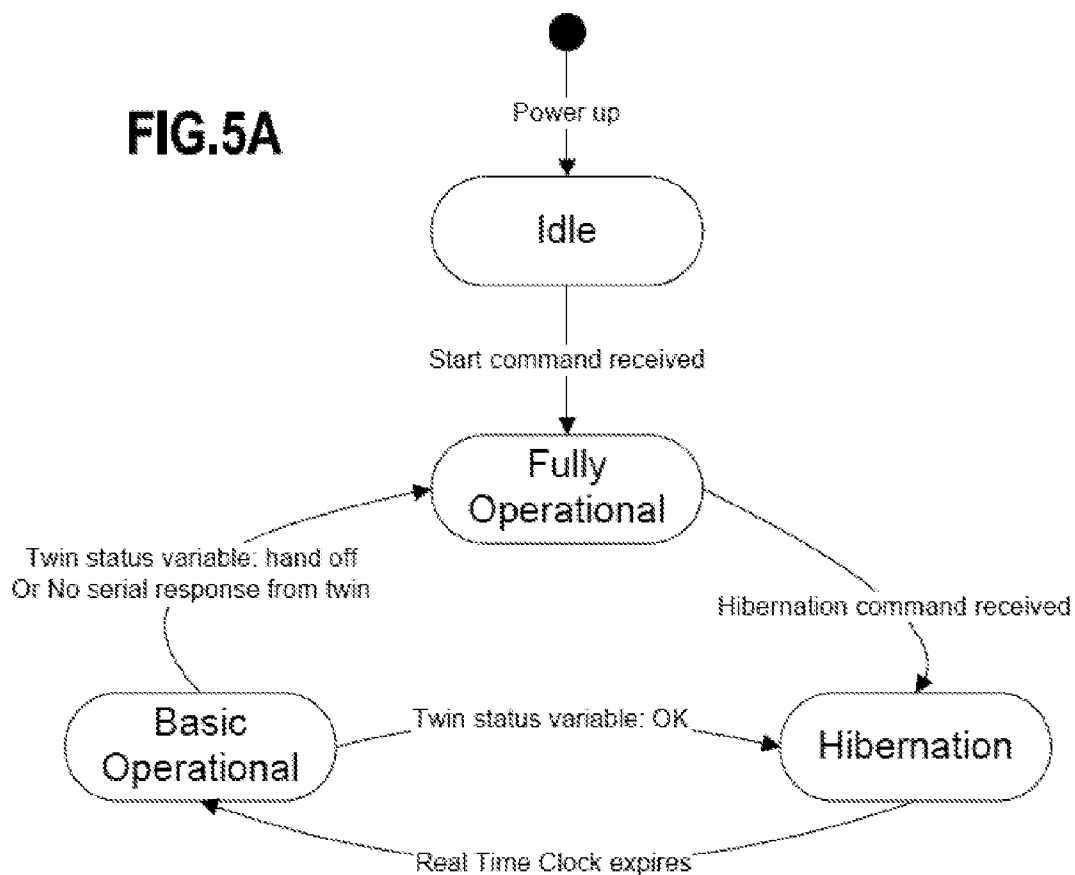 FIG.5A
Power up
Idle
Start command received
Fully
Operational
Twin status variable: hand off
Or No serial response from twin
Hibernation command received
Basic
Operational
Twin status variable: OK
Hibernation
Real Time Clock expires